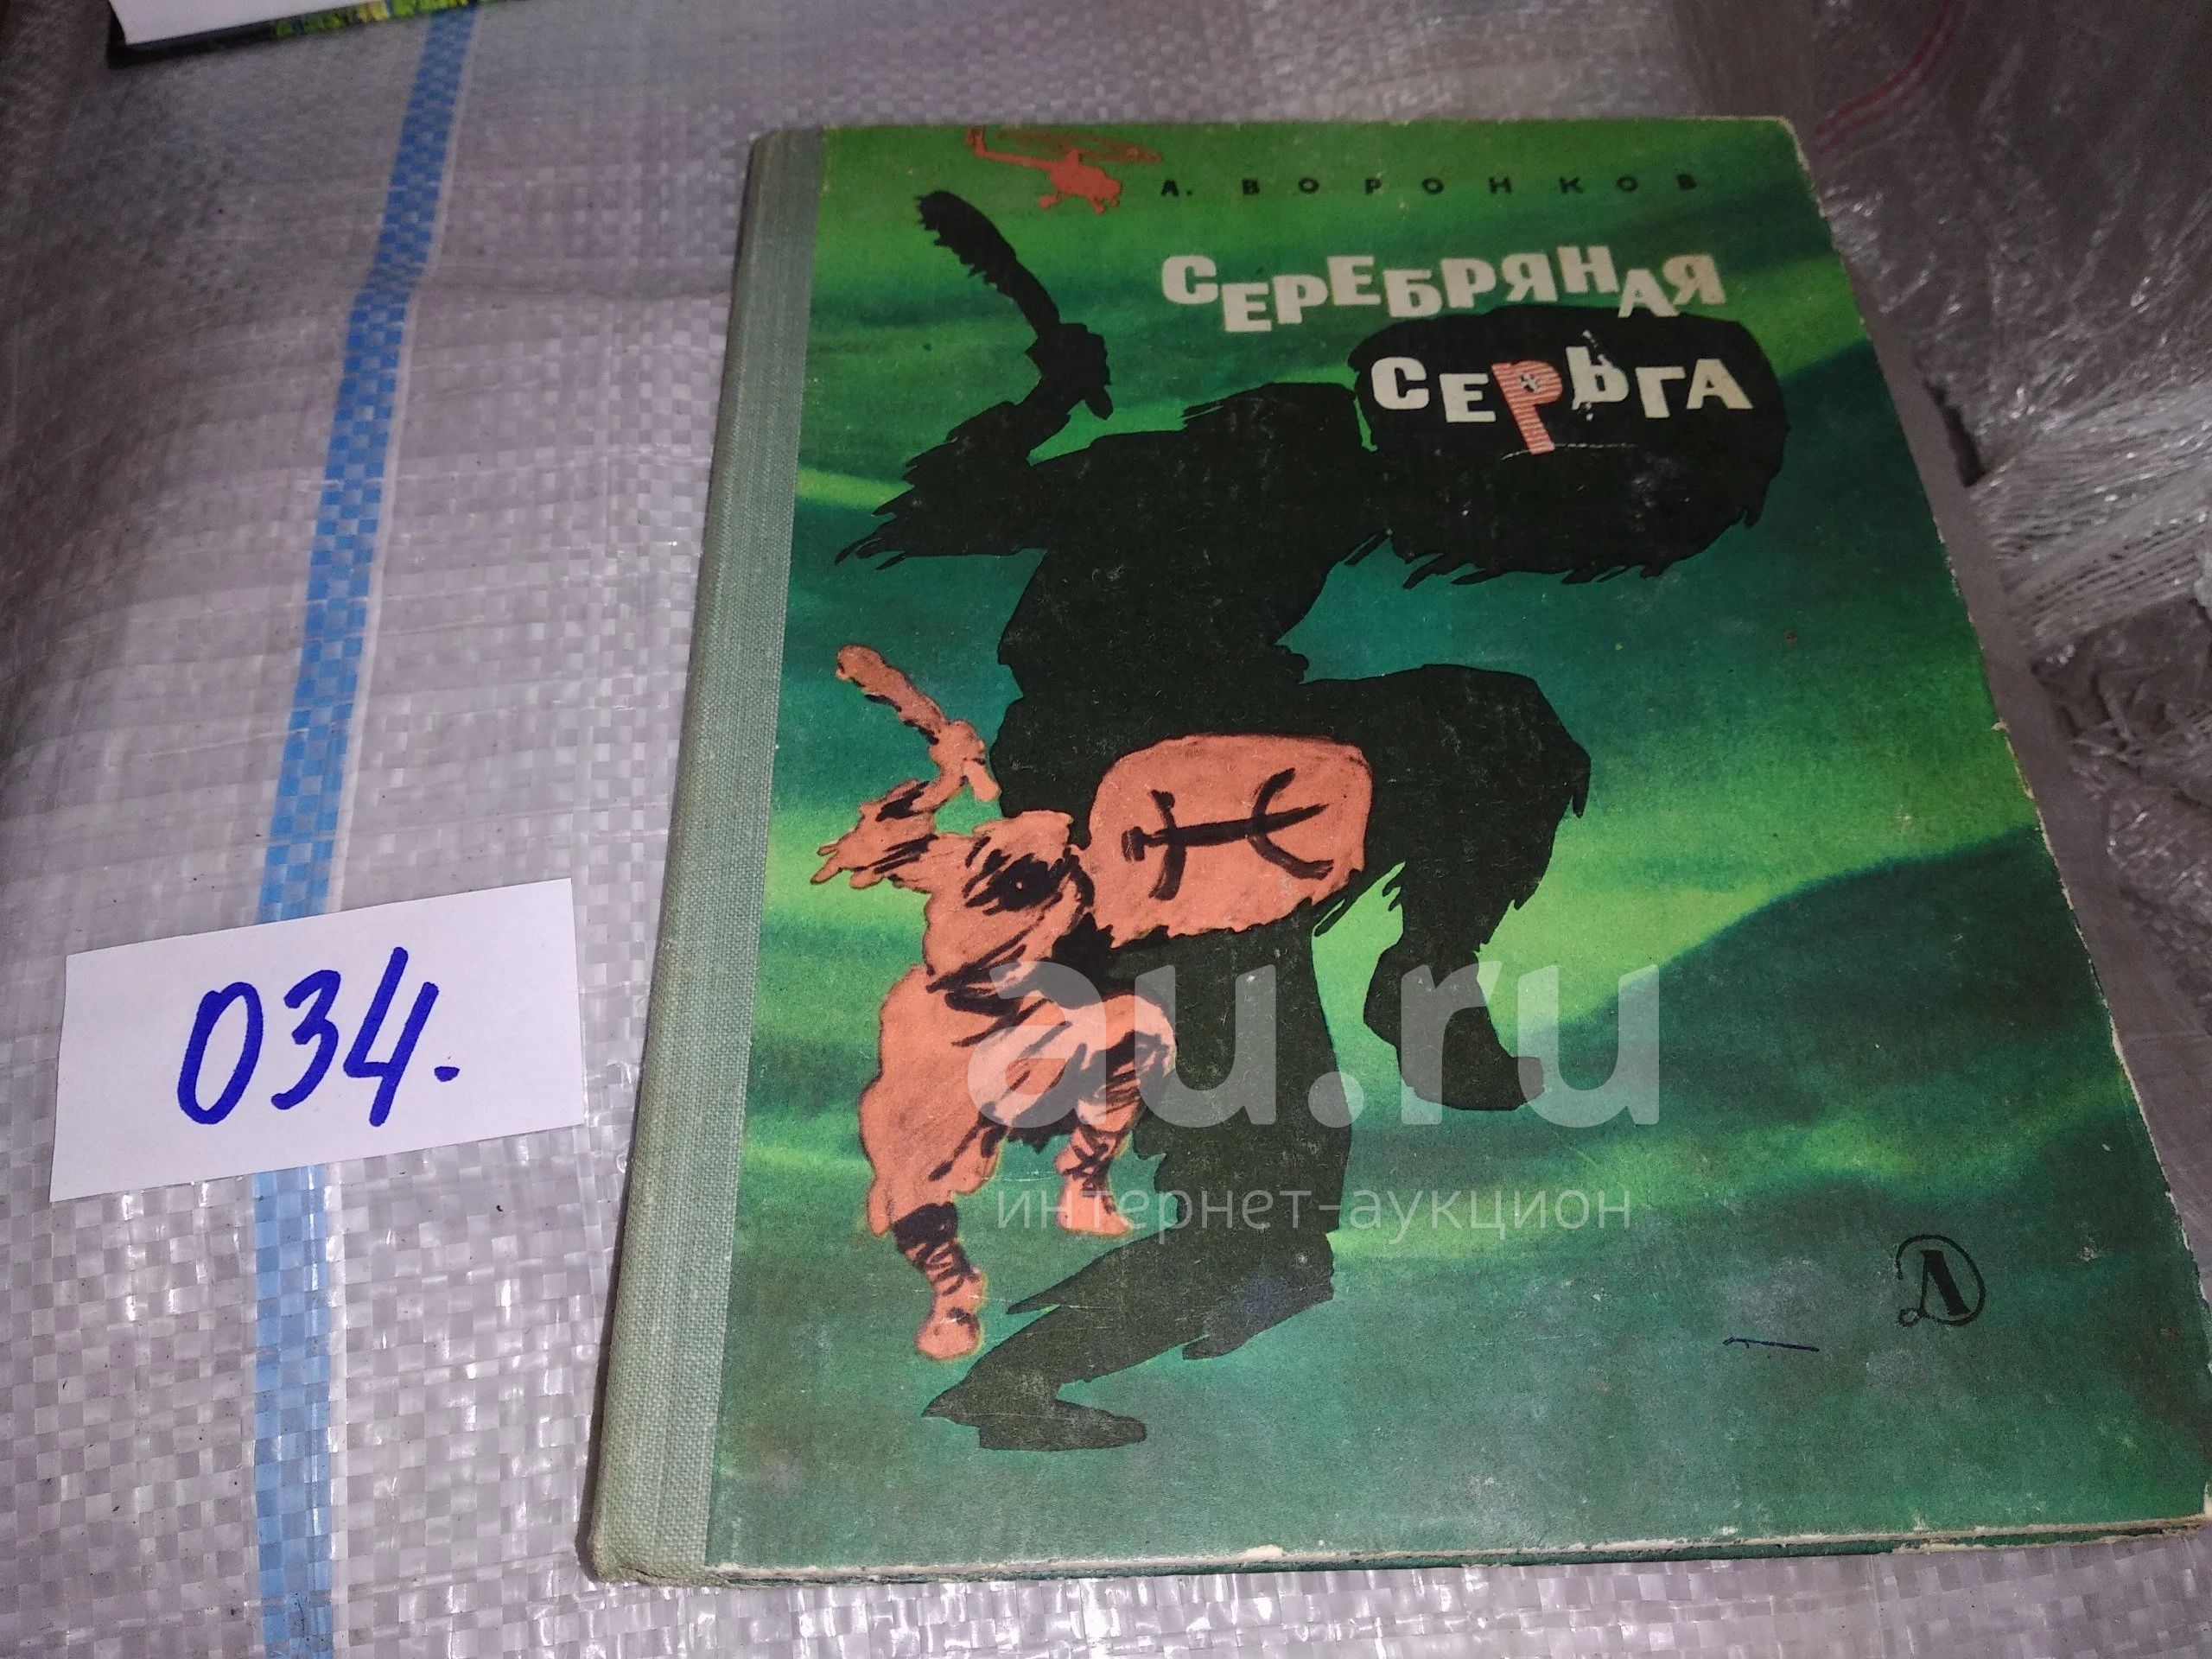 А. ВОРОНКОВ
СЕРЕБРЯНАЯ
СЕРЬГА
034.
au.ru
интернет-аукцион
Д